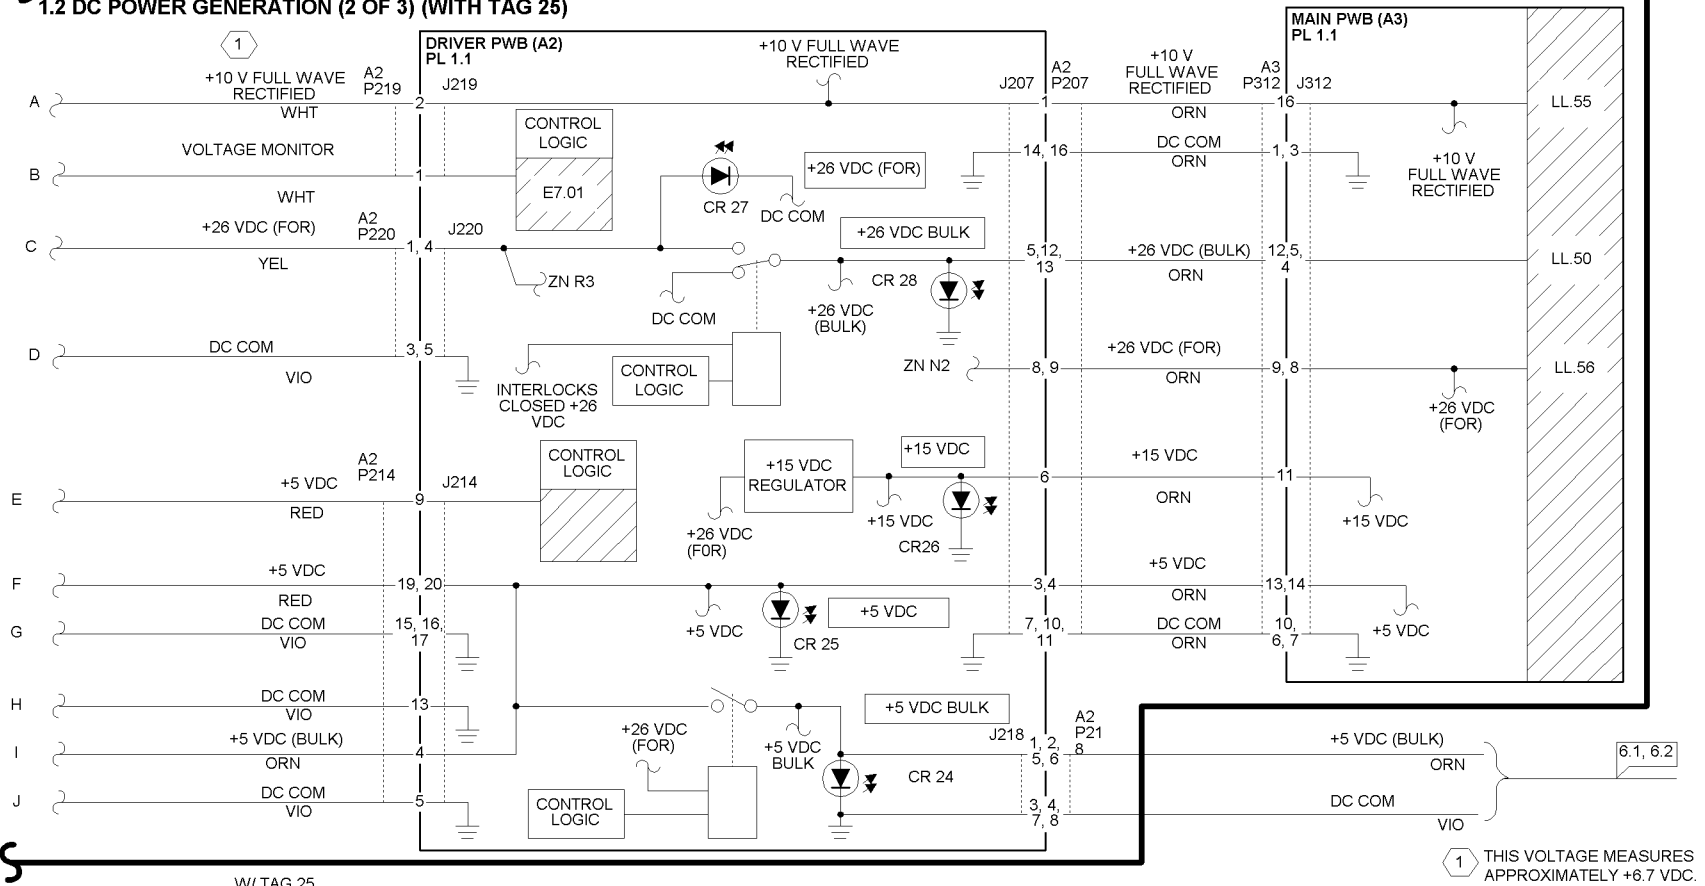 1.2 DC POWER GENERATION (2 OF 3) (WITH TAG 25)
1
DRIVER PWB (A2)
PL 1.1
MAIN PWB (A3)
PL 1.1
A
+10 V FULL WAVE
RECTIFIED
WHT
A2
P219
J219
2
+10 V FULL WAVE
RECTIFIED
J207
A2
P207
1
+10 V
FULL WAVE
RECTIFIED
ORN
A3
P312
J312
16
LL.55
+10 V
FULL WAVE
RECTIFIED
B
VOLTAGE MONITOR
WHT
1
CONTROL
LOGIC
E7.01
CR 27
DC COM
+26 VDC (FOR)
14, 16
DC COM
ORN
1, 3
C
+26 VDC (FOR)
YEL
A2
P220
J220
1, 4
ZN R3
DC COM
+26 VDC BULK
CR 28
+26 VDC
(BULK)
5,12,
13
+26 VDC (BULK)
ORN
12,5,
4
LL.50
D
DC COM
VIO
3, 5
INTERLOCKS
CLOSED +26
VDC
CONTROL
LOGIC
ZN N2
8, 9
+26 VDC (FOR)
ORN
9, 8
LL.56
+26 VDC
(FOR)
E
+5 VDC
RED
A2
P214
J214
9
CONTROL
LOGIC
+15 VDC
REGULATOR
+26 VDC
(F0R)
+15 VDC
+15 VDC
CR26
6
+15 VDC
ORN
11
+15 VDC
F
+5 VDC
RED
19, 20
+5 VDC
CR 25
+5 VDC
3,4
+5 VDC
ORN
13,14
+5 VDC
G
DC COM
VIO
15, 16,
17
7, 10,
11
DC COM
ORN
10,
6, 7
H
DC COM
VIO
13
+26 VDC
(FOR)
+5 VDC
BULK
+5 VDC BULK
I
+5 VDC (BULK)
ORN
4
CR 24
J218
A2
P21
8
1, 2,
5, 6
+5 VDC (BULK)
ORN
6.1, 6.2
J
DC COM
VIO
5
CONTROL
LOGIC
3, 4,
7, 8
DC COM
VIO
1
THIS VOLTAGE MEASURES
APPROXIMATELY +6.7 VDC.
W/ TAG 25